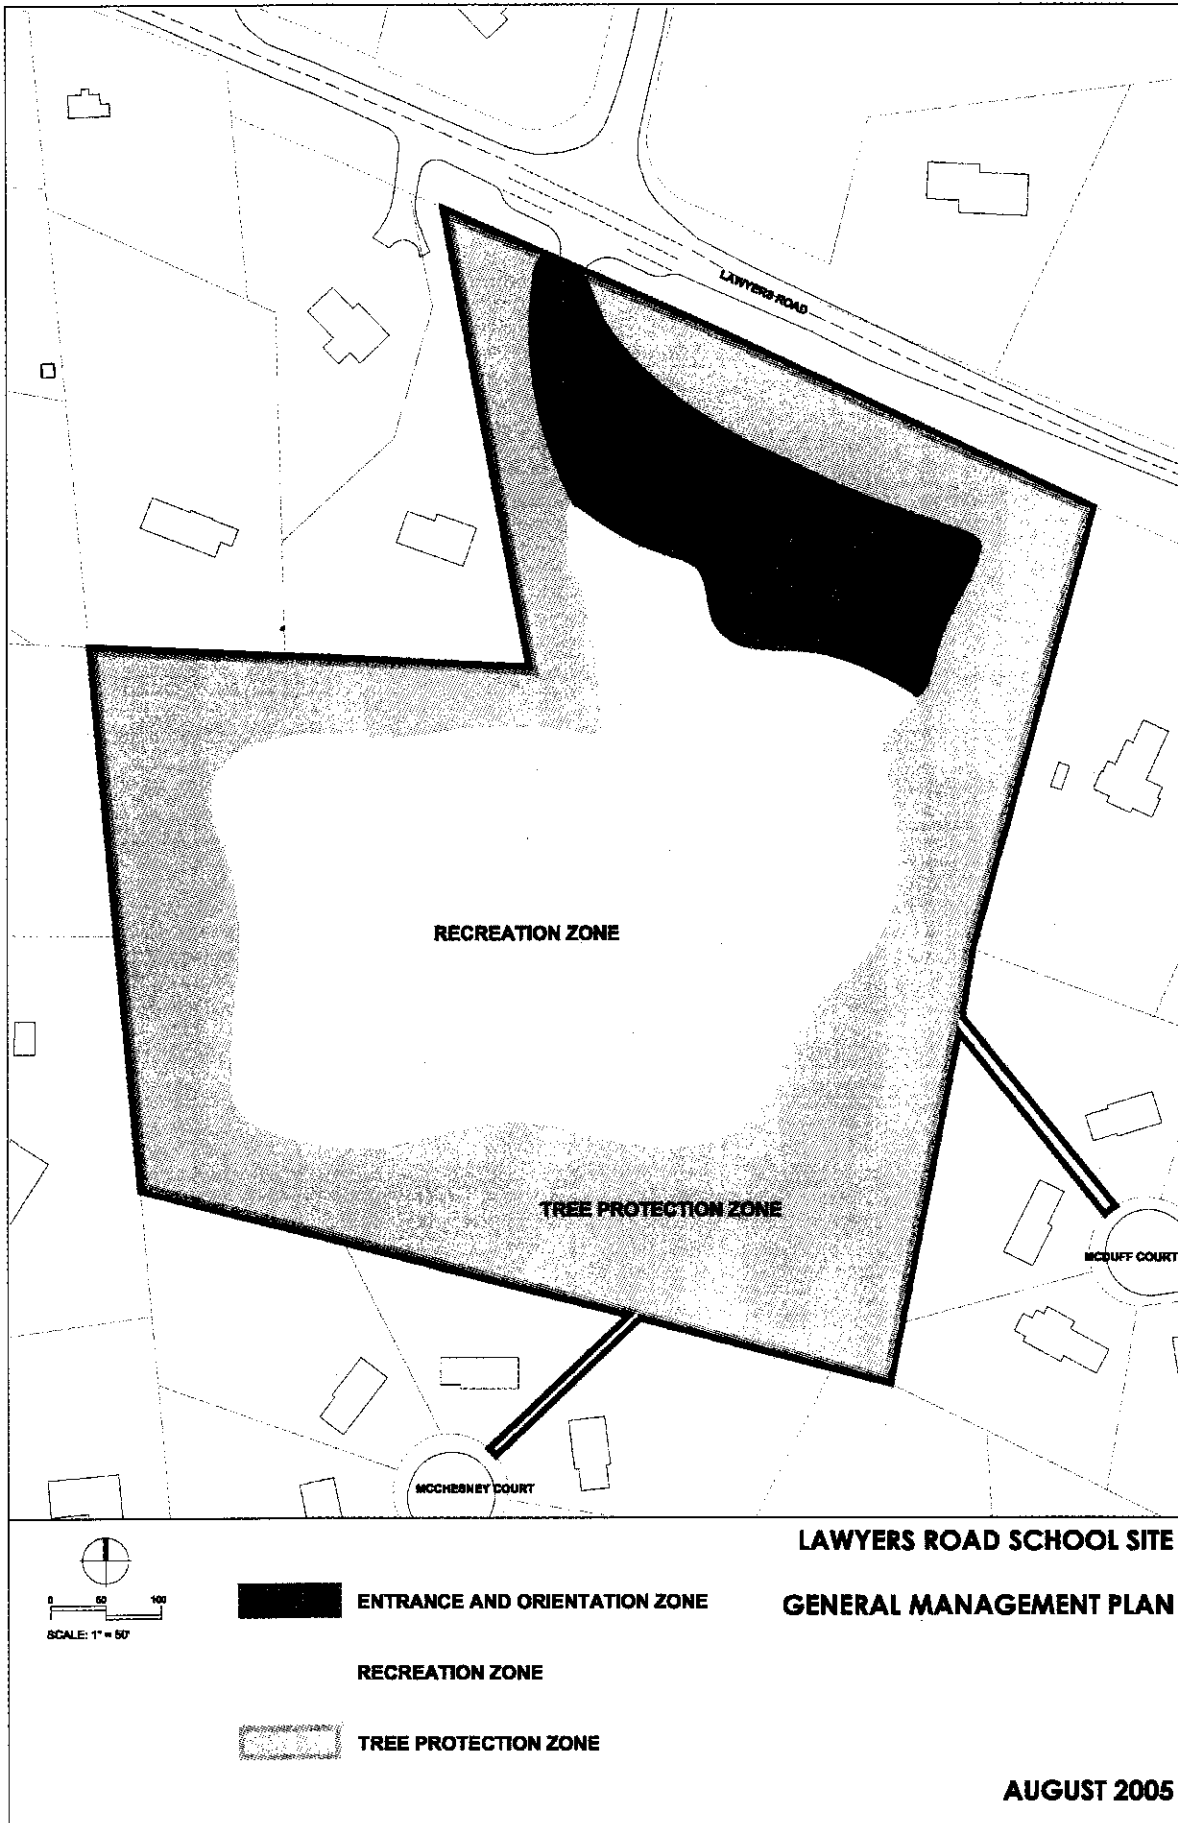 LAWYERS ROAD
RECREATION ZONE
TREE PROTECTION ZONE
MCDUFF COURT
MCCHESNEY COURT
LAWYERS ROAD SCHOOL SITE
0 50 100
SCALE: 1" = 50'
ENTRANCE AND ORIENTATION ZONE
GENERAL MANAGEMENT PLAN
RECREATION ZONE
TREE PROTECTION ZONE
AUGUST 2005